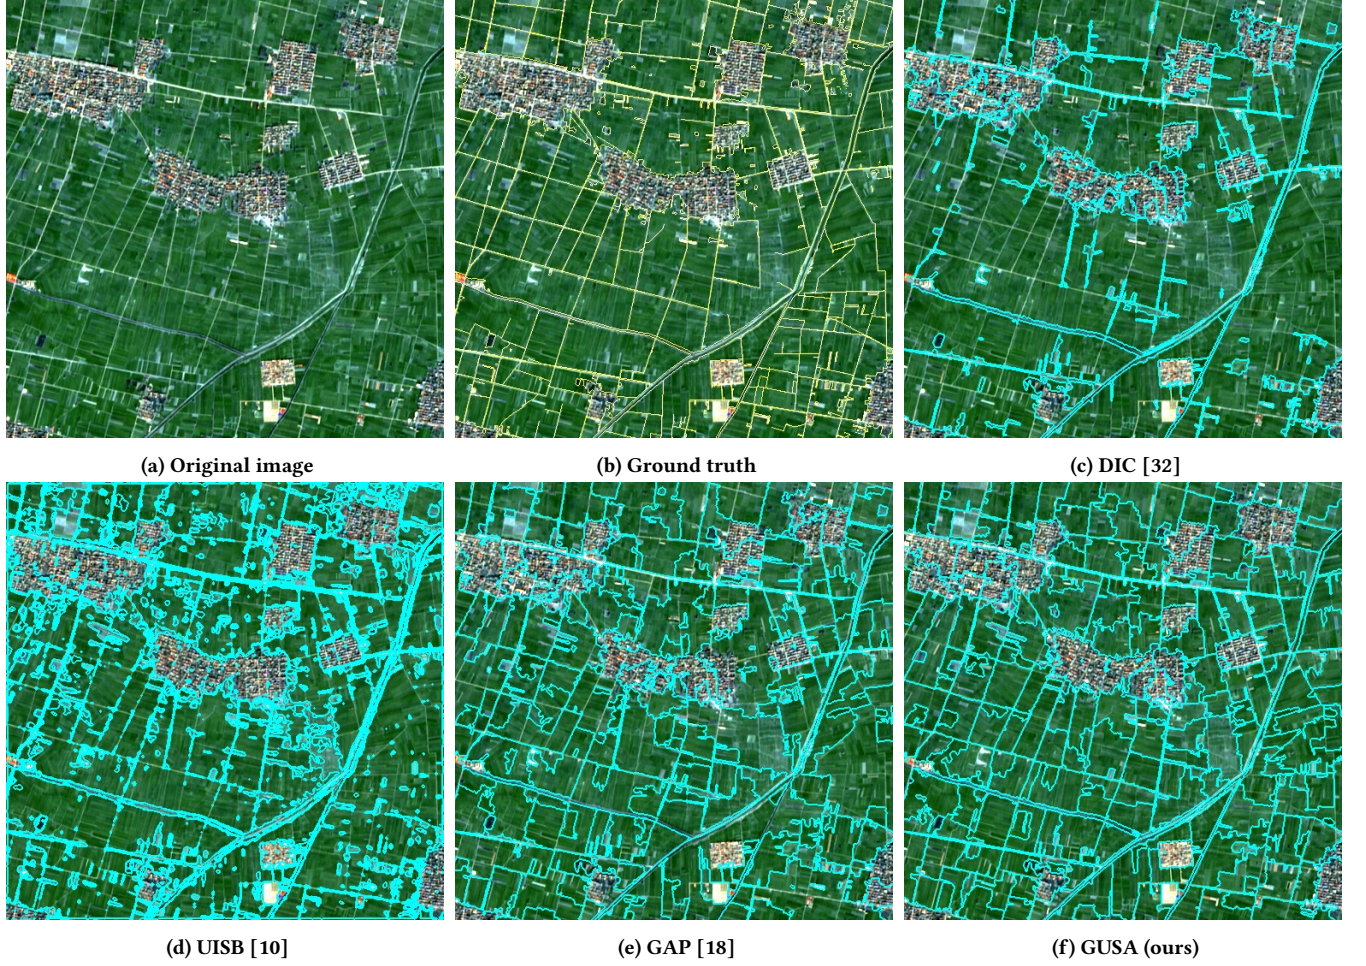 (a) Original image
(b) Ground truth
(c) DIC [32]
(d) UISB [10]
(e) GAP [18]
(f) GUSA (ours)